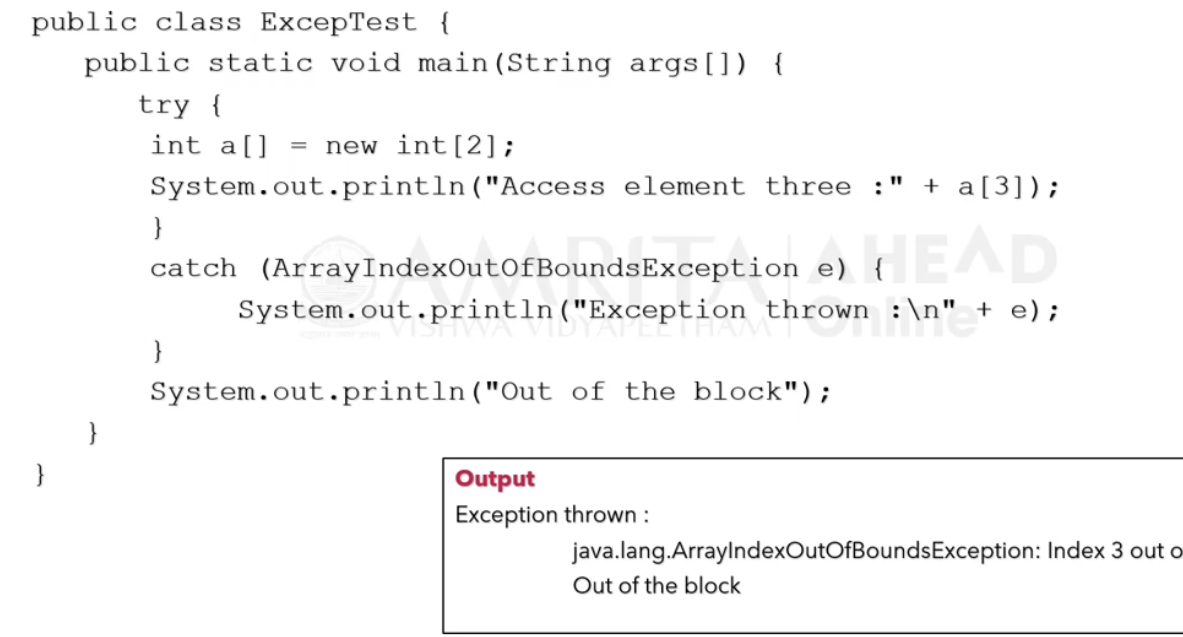 public class ExcepTest {
public static void main(String args[]) {
try {
int a[] = new int[2];
System.out.println("Access element three :" + a[3]);
}
catch (ArrayIndexOutOfBoundsException e) {
System.out.println("Exception thrown :\n" + e);
}
System.out.println("Out of the block");
}
}
AMRITA AHEAD
VISHWA VIDYAPEETHAM Online
Output
Exception thrown :
java.lang.ArrayIndexOutOfBoundsException: Index 3 out
Out of the block